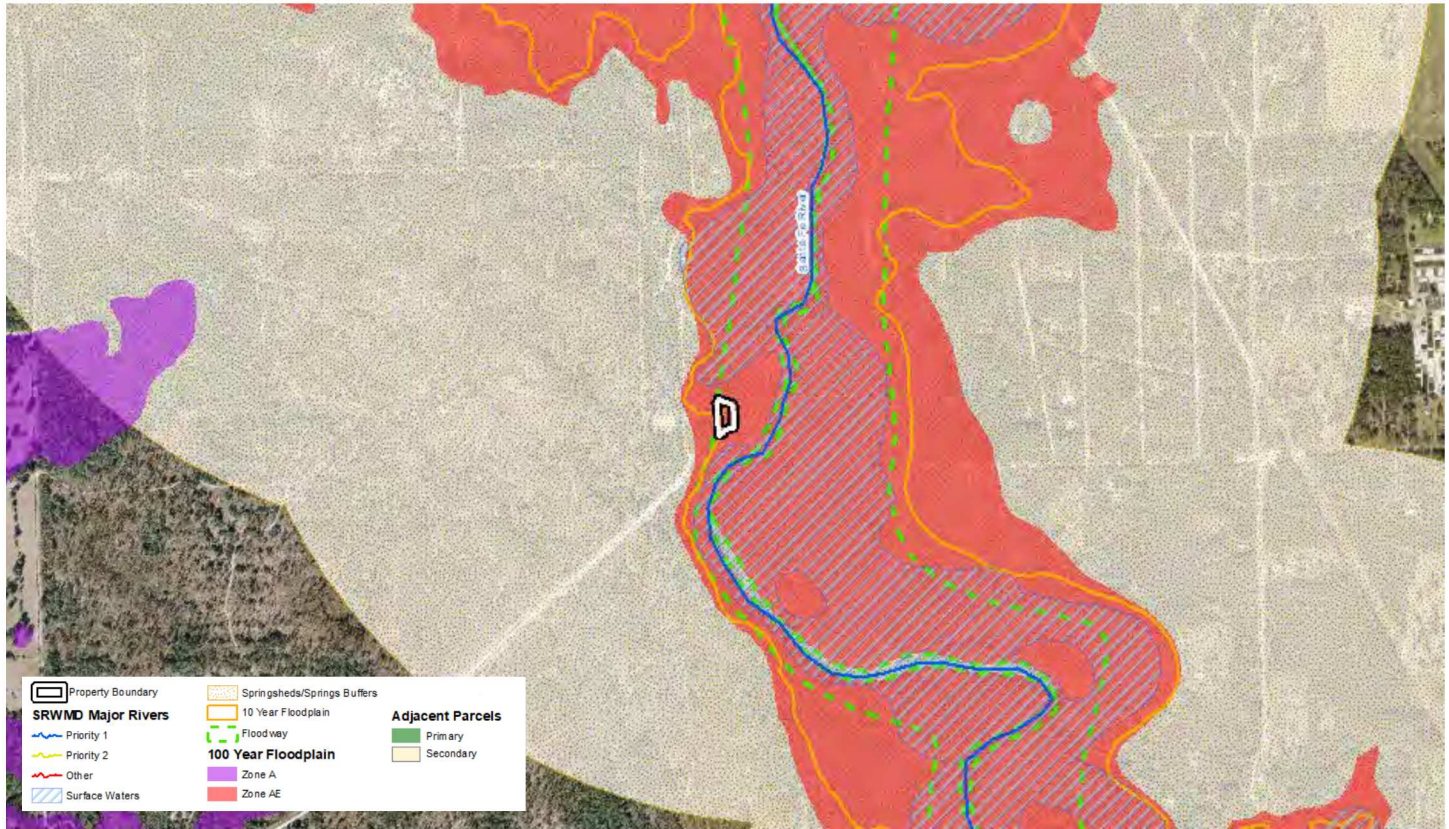 Santa Fe River
Property Boundary
SRWMD Major Rivers
Priority 1
Priority 2
Other
Surface Waters
Springsheds/Springs Buffers
10 Year Floodplain
Floodway
100 Year Floodplain
Zone A
Zone AE
Adjacent Parcels
Primary
Secondary